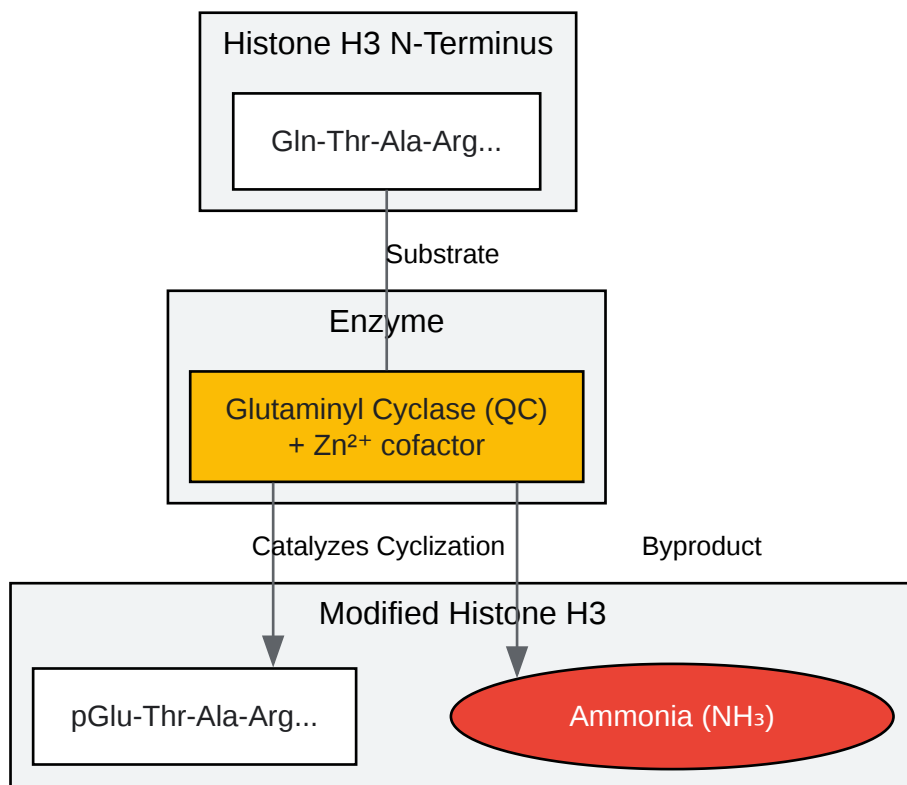 Histone H3 N-Terminus
Gln-Thr-Ala-Arg...
Substrate
Enzyme
Glutaminyl Cyclase (QC)
+ Zn²⁺ cofactor
Catalyzes Cyclization
Byproduct
Modified Histone H3
pGlu-Thr-Ala-Arg...
Ammonia (NH₃)